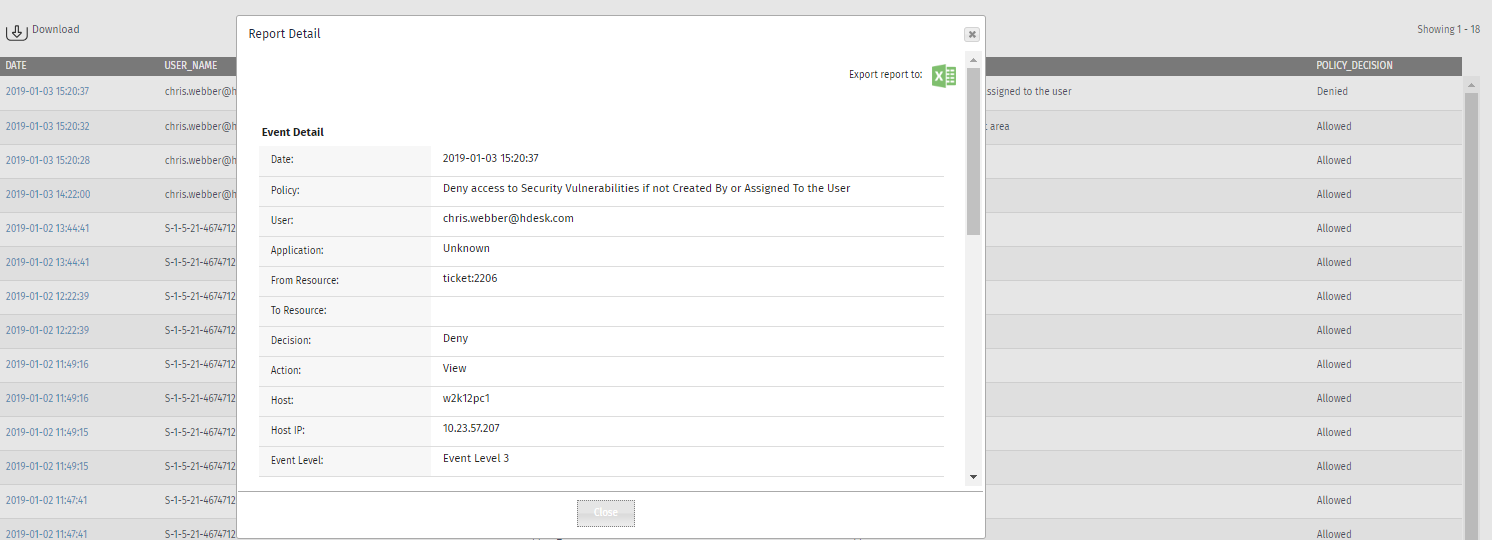 Download
Showing 1 - 18
DATE USER_NAME POLICY_DECISION
2019-01-03 15:20:37 chris.webber@h ssigned to the user Denied
2019-01-03 15:20:32 chris.webber@h area Allowed
2019-01-03 15:20:28 chris.webber@h Allowed
2019-01-03 14:22:00 chris.webber@h Allowed
2019-01-02 13:44:41 S-1-5-21-4674712 Allowed
2019-01-02 13:44:41 S-1-5-21-4674712 Allowed
2019-01-02 12:22:39 S-1-5-21-4674712 Allowed
2019-01-02 12:22:39 S-1-5-21-4674712 Allowed
2019-01-02 11:49:16 S-1-5-21-4674712 Allowed
2019-01-02 11:49:16 S-1-5-21-4674712 Allowed
2019-01-02 11:49:15 S-1-5-21-4674712 Allowed
2019-01-02 11:49:15 S-1-5-21-4674712 Allowed
2019-01-02 11:47:41 S-1-5-21-4674712 Allowed
2019-01-02 11:47:41 S-1-5-21-4674712 Allowed
Report Detail
Export report to:
Event Detail
Date: 2019-01-03 15:20:37
Policy: Deny access to Security Vulnerabilities if not Created By or Assigned To the User
User: chris.webber@hdesk.com
Application: Unknown
From Resource: ticket:2206
To Resource:
Decision: Deny
Action: View
Host: w2k12pc1
Host IP: 10.23.57.207
Event Level: Event Level 3
Close